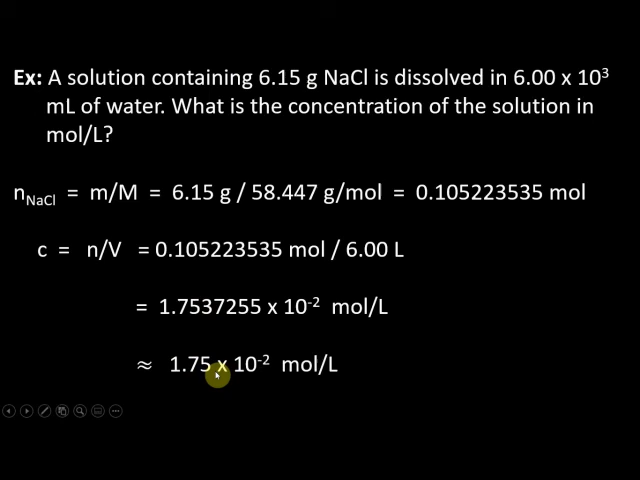 Ex: A solution containing 6.15 g NaCl is dissolved in 6.00 x 10³
mL of water. What is the concentration of the solution in
mol/L?
nNaCl = m/M = 6.15 g / 58.447 g/mol = 0.105223535 mol
c = n/V = 0.105223535 mol / 6.00 L
= 1.7537255 x 10⁻² mol/L
≈ 1.75 x 10⁻² mol/L